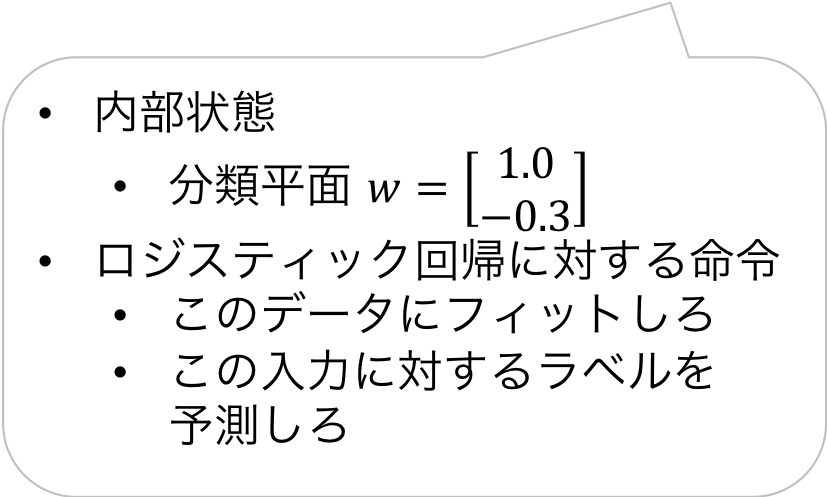 • 内部状態
• 分類平面 w = [1.0
−0.3]
• ロジスティック回帰に対する命令
• このデータにフィットしろ
• この入力に対するラベルを
予測しろ